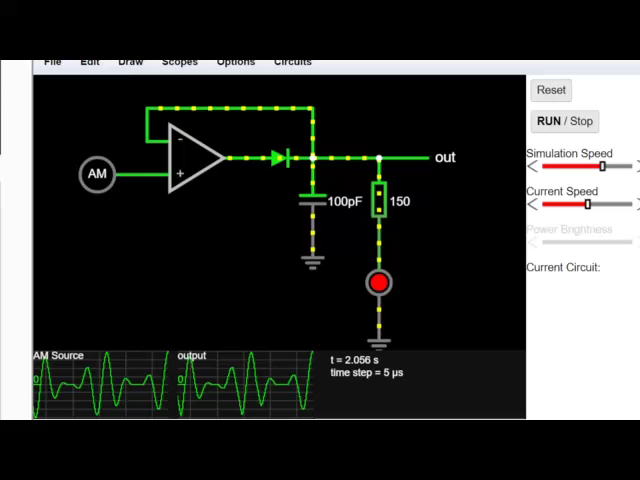 File Edit Draw Scopes Options Circuits
Reset
RUN / Stop
Simulation Speed
Current Speed
Power Brightness
Current Circuit:
-
+
AM
out
100pF
150
AM Source
0
output
0
t = 2.056 s
time step = 5 μs